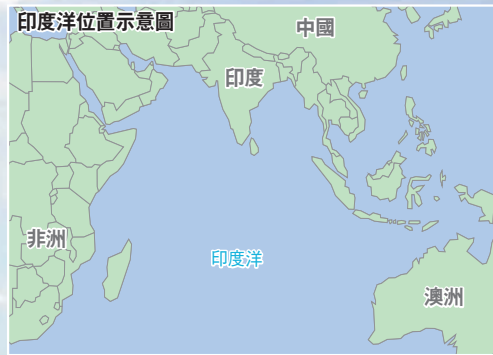 印度洋位置示意圖
中國
印度
非洲
印度洋
澳洲